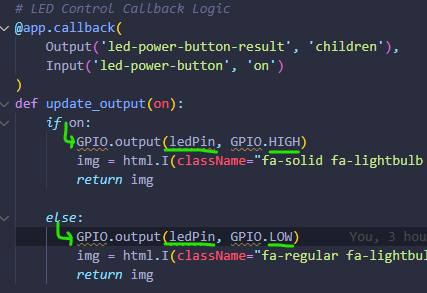 # LED Control Callback Logic
@app.callback(
Output('led-power-button-result', 'children'),
Input('led-power-button', 'on')
)
def update_output(on):
if on:
GPIO.output(ledPin, GPIO.HIGH)
img = html.I(className="fa-solid fa-lightbulb
return img
else:
GPIO.output(ledPin, GPIO.LOW) You, 3 hou
img = html.I(className="fa-regular fa-lightbul
return img